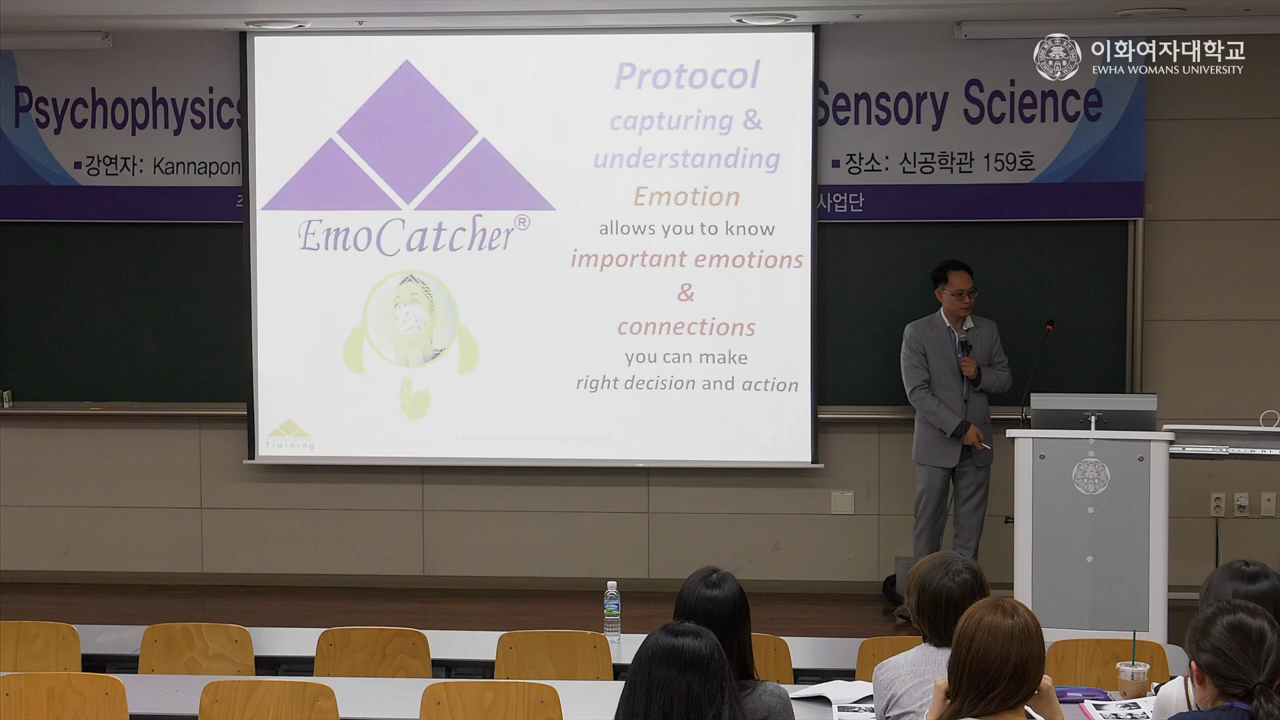 이화여자대학교
EWHA WOMANS UNIVERSITY
Psychophysics
Sensory Science
▪강연자: Kannapon
▪장소: 신공학관 159호
사업단
Protocol
capturing &
understanding
Emotion
allows you to know
important emotions
&
connections
you can make
right decision and action
EmoCatcher®
Training